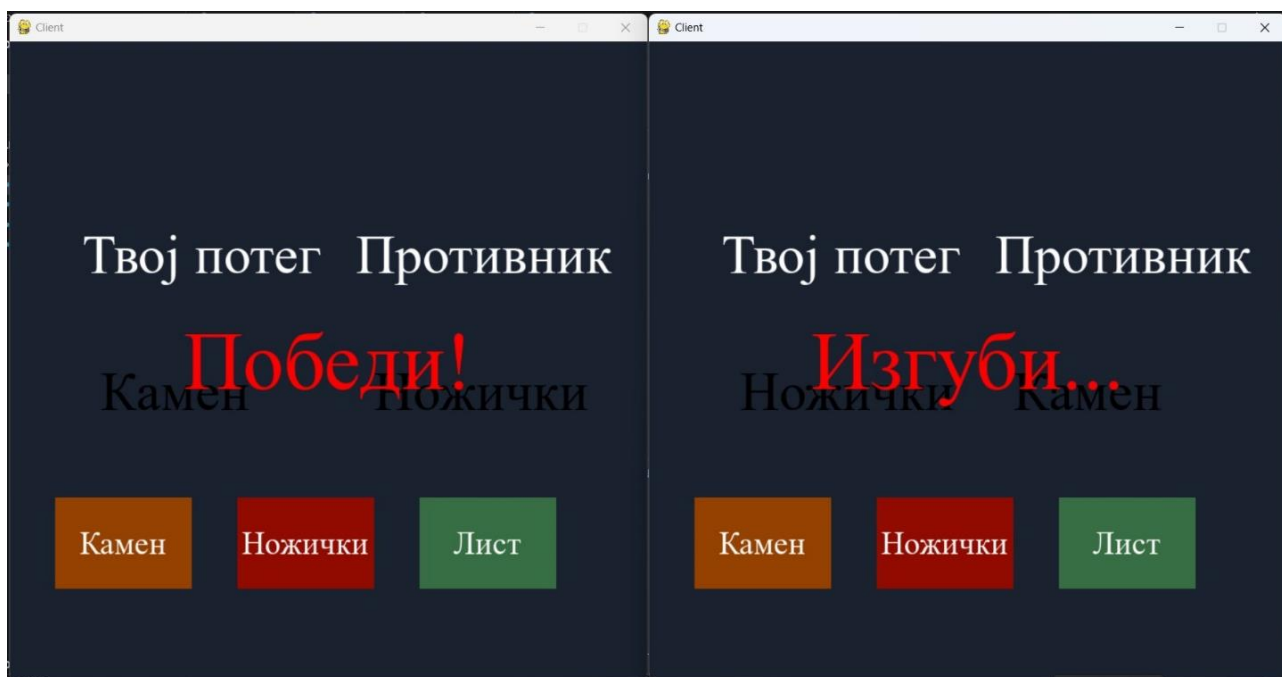 Client
Твој потег Противник
Победи!
Камен Ножички
Камен Ножички Лист
Client
Твој потег Противник
Изгуби...
Ножички Камен
Камен Ножички Лист